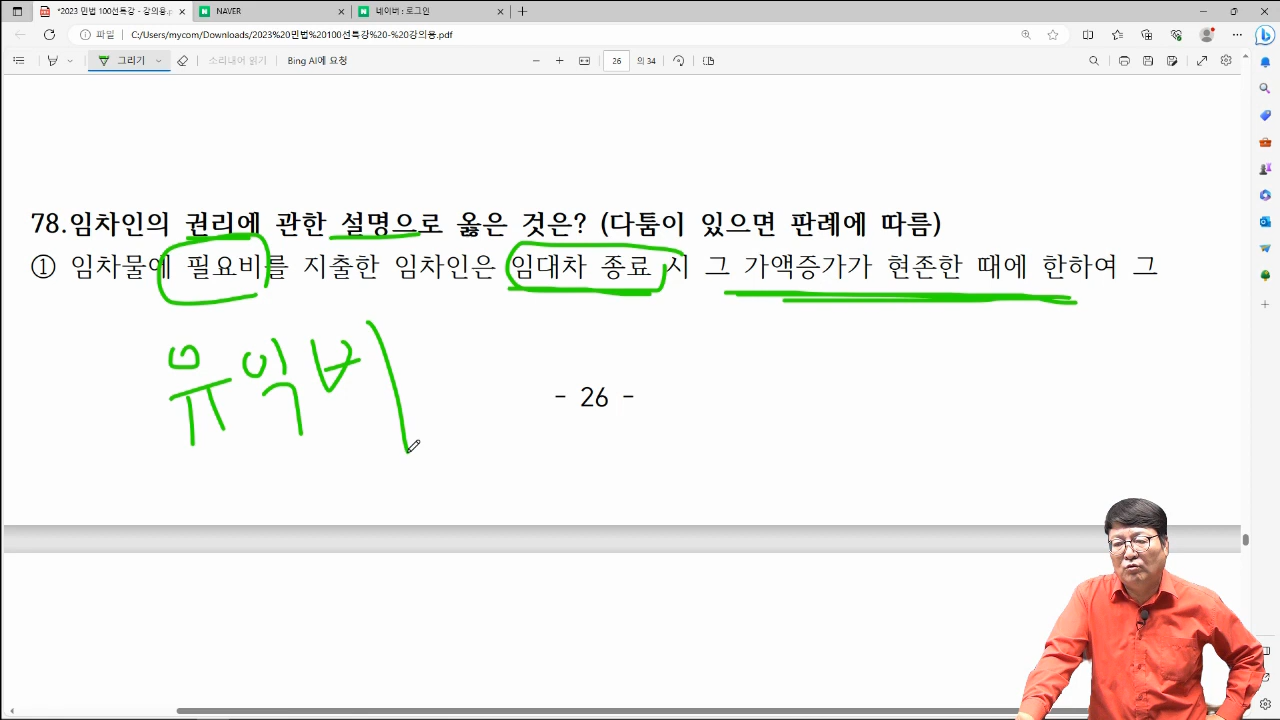 *2023 민법 100선특강 - 강의용.p
NAVER
네이버 : 로그인
파일
C:/Users/mycom/Downloads/2023%20민법%20100선특강%20-%20강의용.pdf
그리기
소리내어 읽기
Bing AI에 요청
26
의 34
78.임차인의 권리에 관한 설명으로 옳은 것은? (다툼이 있으면 판례에 따름)
① 임차물에 필요비를 지출한 임차인은 임대차 종료 시 그 가액증가가 현존한 때에 한하여 그
유익비
- 26 -